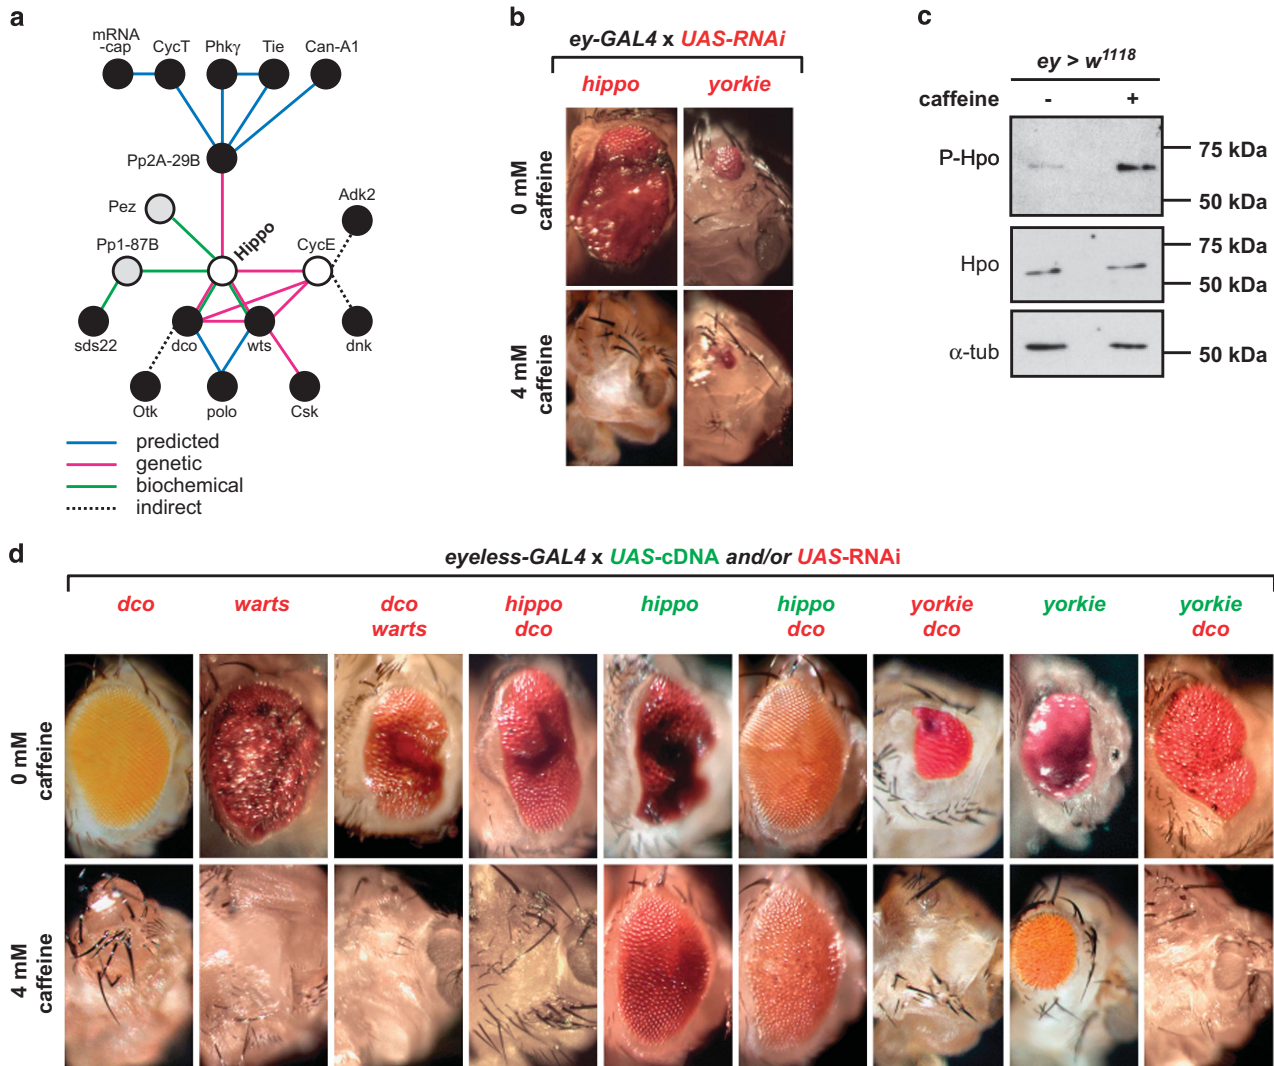 a
mRNA
-cap CycT Phkγ Tie Can-A1
Pp2A-29B
Pez
Adk2
Pp1-87B
Hippo
CycE
sds22
dco
wts
dnk
Otk
polo
Csk
predicted
genetic
biochemical
indirect
b
ey-GAL4 x UAS-RNAi
hippo yorkie
0 mM
caffeine
4 mM
caffeine
c
ey > w1118
caffeine - +
P-Hpo
75 kDa
50 kDa
Hpo
75 kDa
50 kDa
α-tub
50 kDa
d
eyeless-GAL4 x UAS-cDNA and/or UAS-RNAi
dco
warts
dco
warts
hippo
dco
hippo
hippo
dco
yorkie
dco
yorkie
yorkie
dco
0 mM
caffeine
4 mM
caffeine